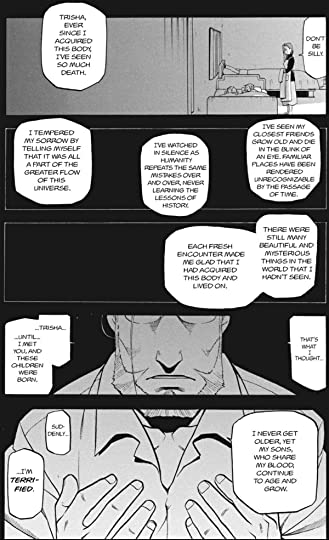 DON'T
BE
SILLY.
TRISHA,
EVER
SINCE I
ACQUIRED
THIS BODY,
I'VE SEEN
SO MUCH
DEATH.
I'VE SEEN MY
CLOSEST FRIENDS
GROW OLD AND DIE
IN THE BLINK OF
AN EYE. FAMILIAR
PLACES HAVE BEEN
RENDERED
UNRECOGNIZABLE
BY THE PASSAGE
OF TIME.
I'VE WATCHED
IN SILENCE AS
HUMANITY
REPEATS THE SAME
MISTAKES OVER
AND OVER, NEVER
LEARNING THE
LESSONS OF
HISTORY.
I TEMPERED
MY SORROW BY
TELLING MYSELF
THAT IT WAS ALL
A PART OF THE
GREATER FLOW
OF THIS
UNIVERSE.
THERE WERE
STILL MANY
BEAUTIFUL AND
MYSTERIOUS
THINGS IN THE
WORLD THAT I
HADN'T SEEN.
EACH FRESH
ENCOUNTER MADE
ME GLAD THAT I
HAD ACQUIRED
THIS BODY AND
LIVED ON.
THAT'S
WHAT I
THOUGHT...
...TRISHA...
...UNTIL...
I MET
YOU, AND
THESE
CHILDREN
WERE
BORN.
I NEVER GET
OLDER, YET
MY SONS,
WHO SHARE
MY BLOOD,
CONTINUE
TO AGE AND
GROW.
SUD-
DENLY...
...I'M
TERRI-
FIED.